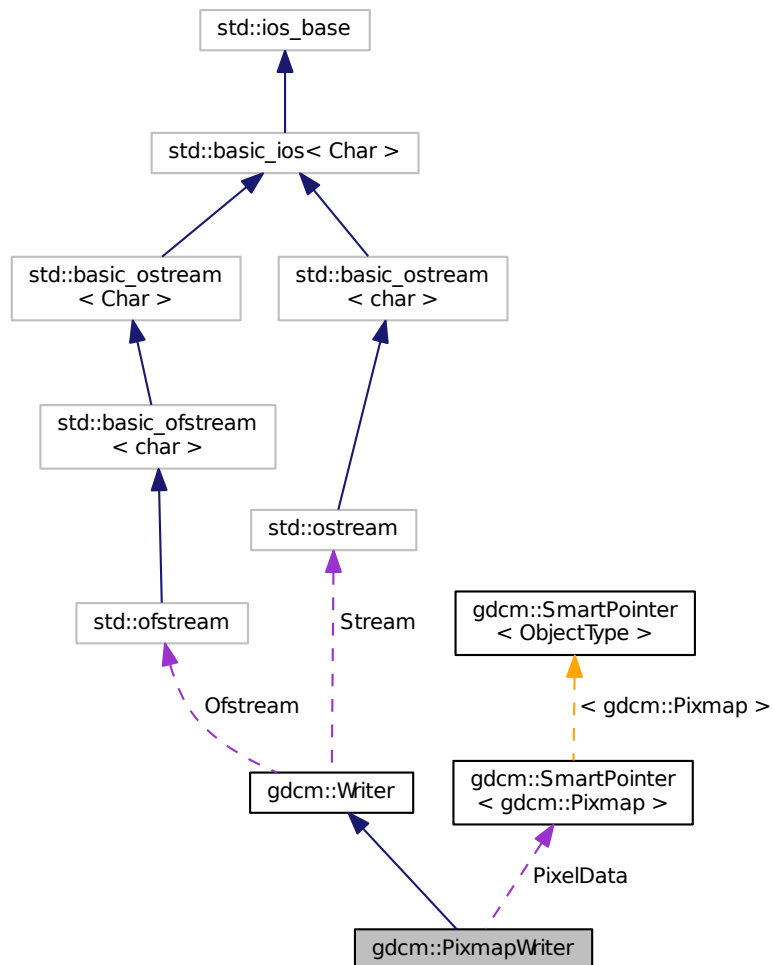 std::ios_base
std::basic_ios< Char >
std::basic_ostream
< Char >
std::basic_ostream
< char >
std::basic_ofstream
< char >
std::ostream
std::ofstream
Stream
gdcm::SmartPointer
< ObjectType >
Ofstream
< gdcm::Pixmap >
gdcm::Writer
gdcm::SmartPointer
< gdcm::Pixmap >
PixelData
gdcm::PixmapWriter